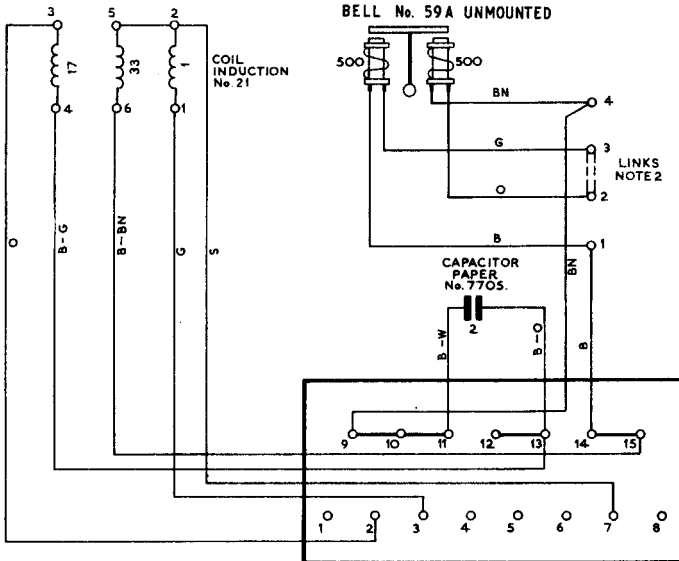 BELL No. 59A UNMOUNTED
3 5 2
17
33
1
COIL
INDUCTION
No. 21
4 6 1
500 500
BN
4
G
3
LINKS
NOTE 2
O
2
B
1
O
B-G
B-BN
G
S
CAPACITOR
PAPER
No. 7705.
2
B-W
B-O
BN
B
9 10 11 12 13 14 15
1 2 3 4 5 6 7 8